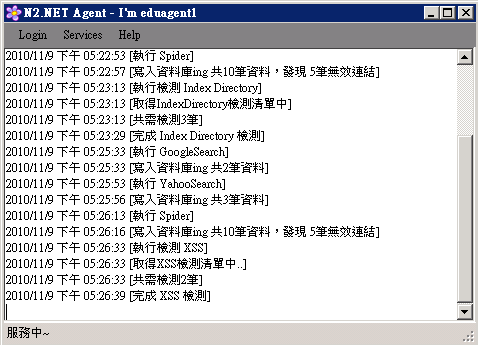 N2.NET Agent - I'm eduagent1
Login Services Help
2010/11/9 下午 05:22:53 [執行 Spider]
2010/11/9 下午 05:22:57 [寫入資料庫ing 共10筆資料，發現 5筆無效連結]
2010/11/9 下午 05:23:13 [執行檢測 Index Directory]
2010/11/9 下午 05:23:13 [取得IndexDirectory檢測清單中]
2010/11/9 下午 05:23:13 [共需檢測3筆]
2010/11/9 下午 05:23:29 [完成 Index Directory 檢測]
2010/11/9 下午 05:25:33 [執行 GoogleSearch]
2010/11/9 下午 05:25:33 [寫入資料庫ing 共2筆資料]
2010/11/9 下午 05:25:53 [執行 YahooSearch]
2010/11/9 下午 05:25:56 [寫入資料庫ing 共3筆資料]
2010/11/9 下午 05:26:13 [執行 Spider]
2010/11/9 下午 05:26:16 [寫入資料庫ing 共10筆資料，發現 5筆無效連結]
2010/11/9 下午 05:26:33 [執行檢測 XSS]
2010/11/9 下午 05:26:33 [取得XSS檢測清單中..]
2010/11/9 下午 05:26:33 [共需檢測2筆]
2010/11/9 下午 05:26:39 [完成 XSS 檢測]
服務中~